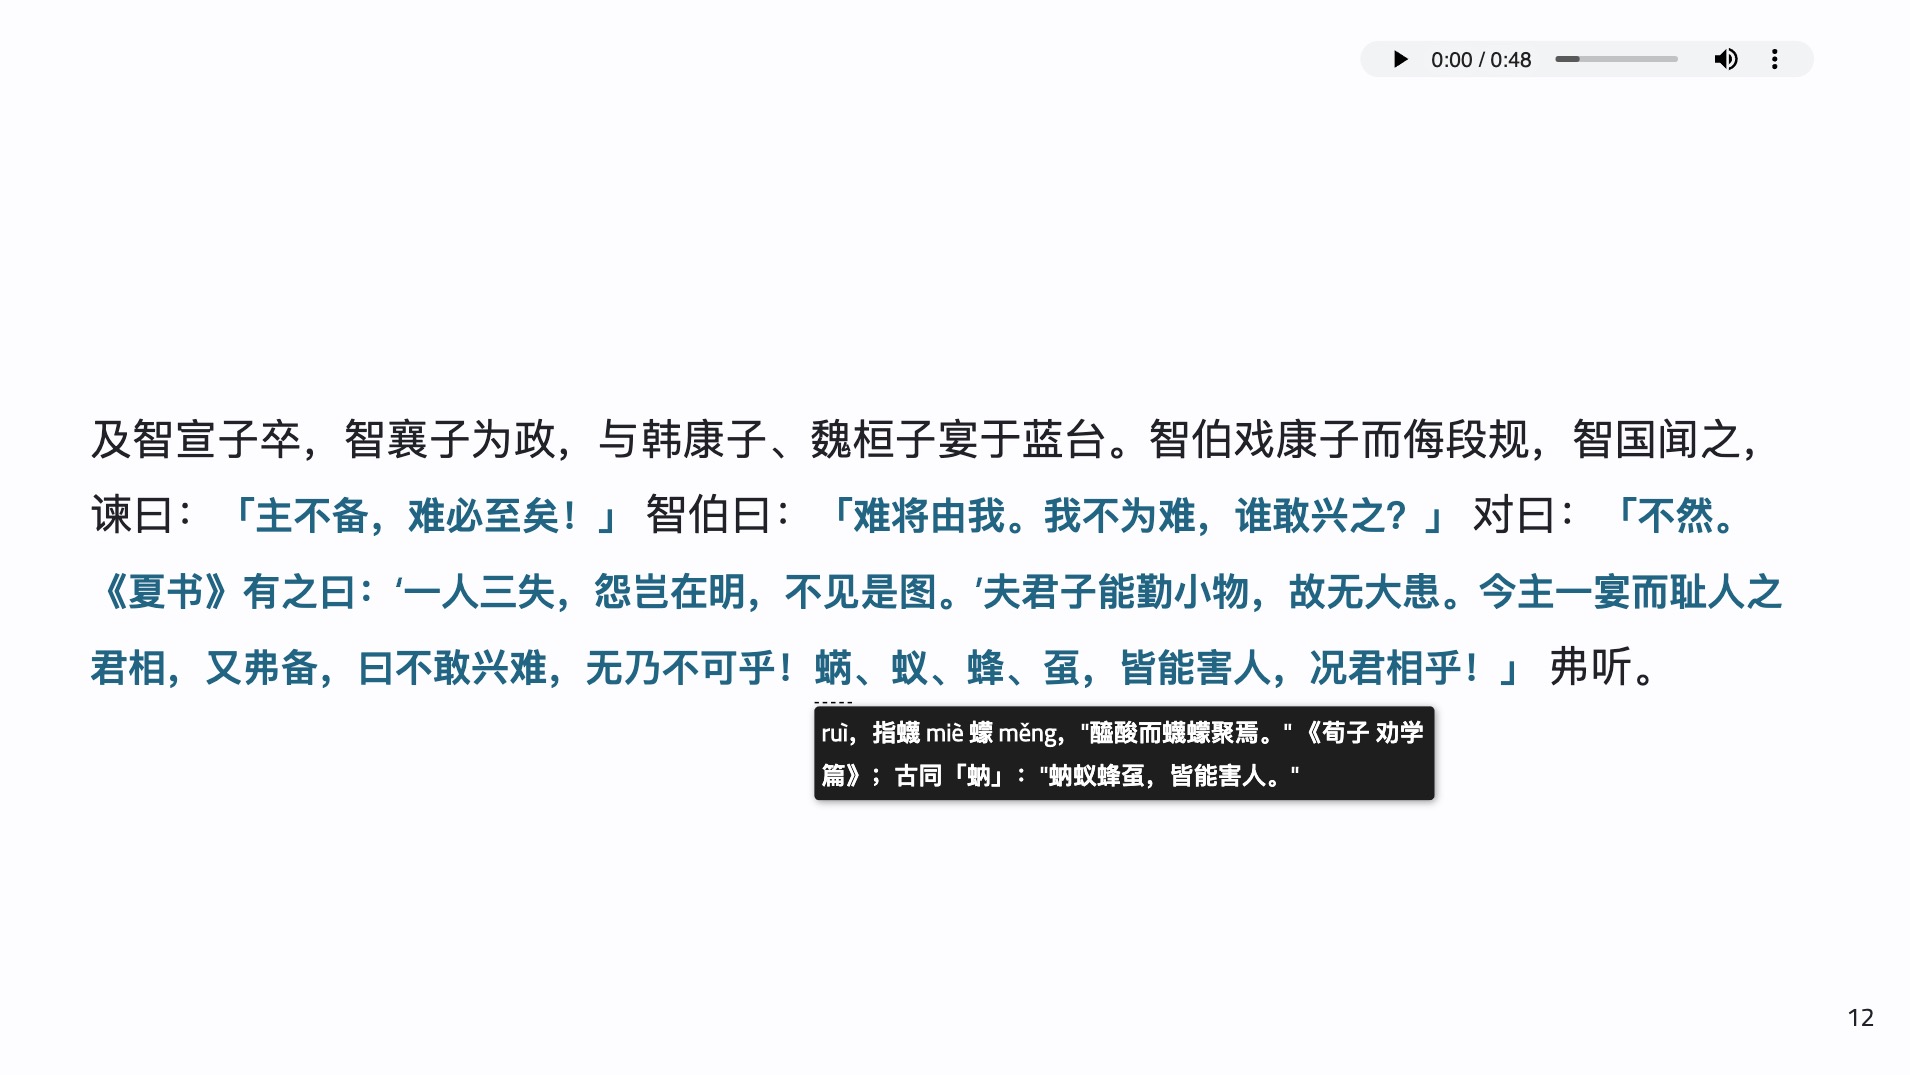 0:00 / 0:48
及智宣子卒，智襄子为政，与韩康子、魏桓子宴于蓝台。智伯戏康子而侮段规，智国闻之，
谏曰：「主不备，难必至矣！」智伯曰：「难将由我。我不为难，谁敢兴之？」对曰：「不然。
《夏书》有之曰：‘一人三失，怨岂在明，不见是图。’夫君子能勤小物，故无大患。今主一宴而耻人之
君相，又弗备，曰不敢兴难，无乃不可乎！蜹、蚁、蜂、虿，皆能害人，况君相乎！」弗听。
ruì，指蠛 miè 蠓 měng，"醯酸而蠛蠓聚焉。"《荀子 劝学
篇》；古同「蚋」："蚋蚁蜂虿，皆能害人。"
12